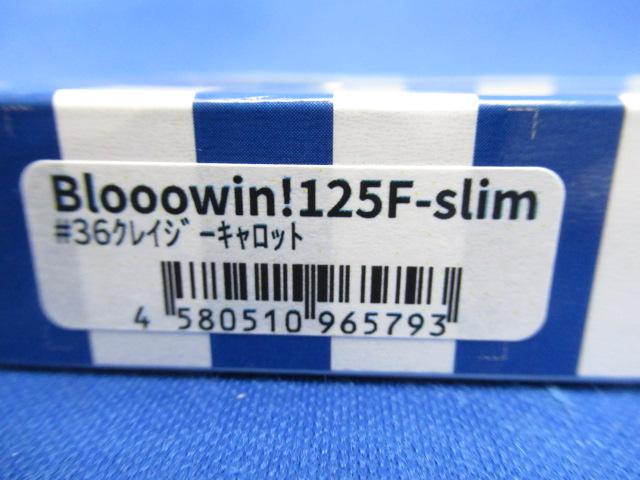 Blooowin!125F-slim
#36ｸﾚｲｼﾞｰｷｬﾛｯﾄ
4 580510 965793